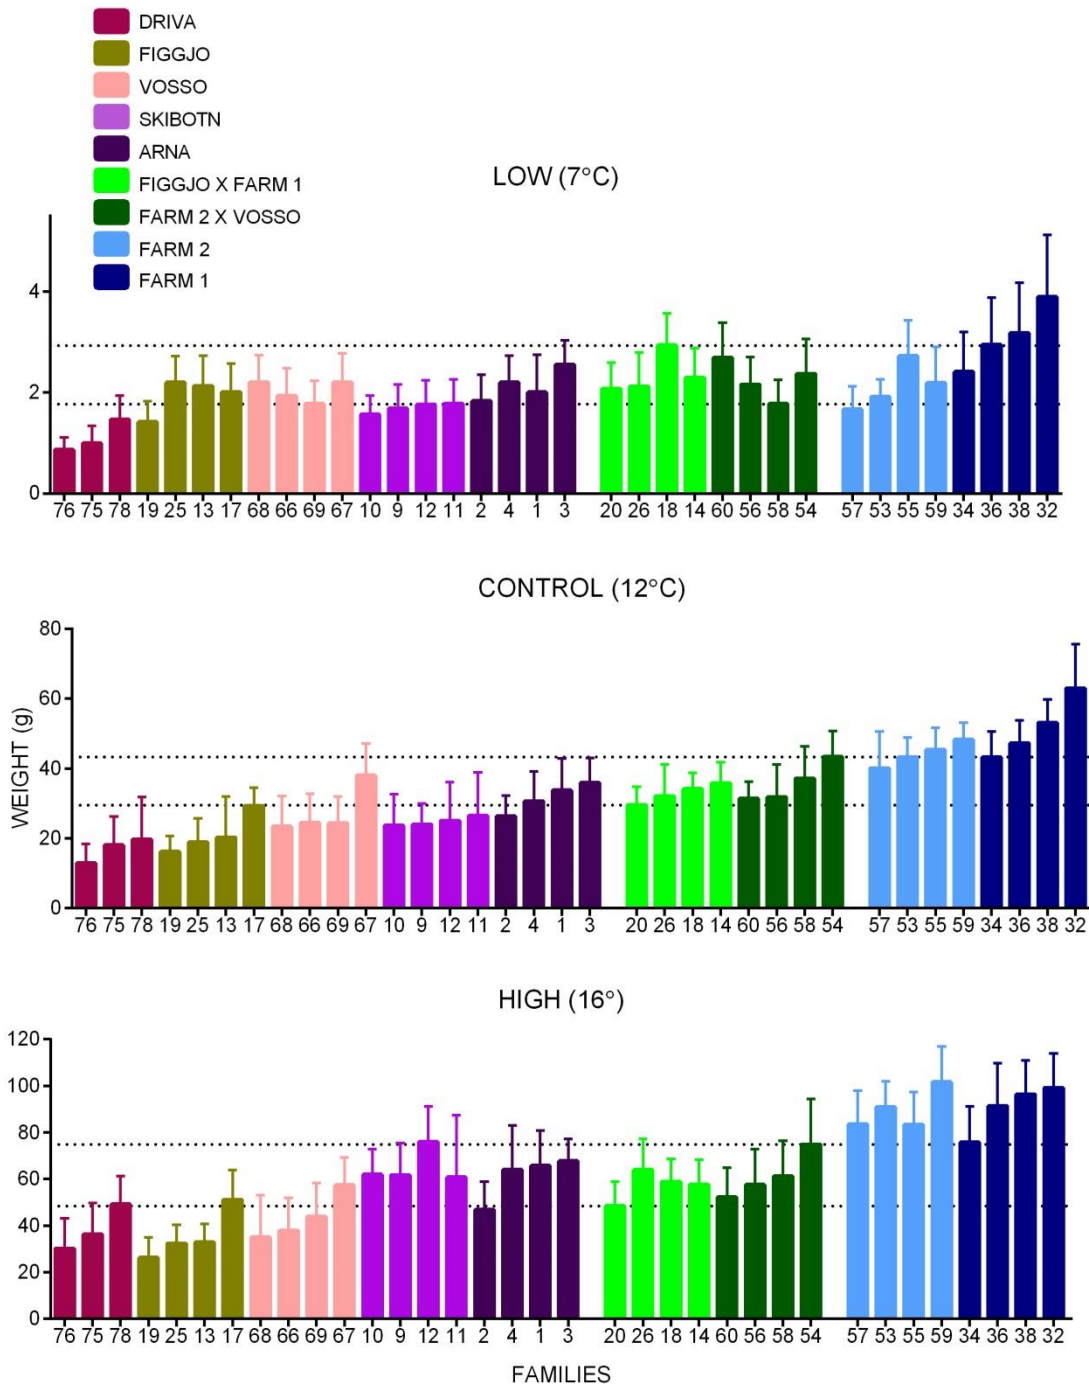 DRIVA
FIGGJO
VOSSO
SKIBOTN
ARNA
FIGGJO X FARM 1
FARM 2 X VOSSO
FARM 2
FARM 1
LOW (7°C)
4
2
0
76 75 78 19 25 13 17 68 66 69 67 10 9 12 11 2 4 1 3 20 26 18 14 60 56 58 54 57 53 55 59 34 36 38 32
CONTROL (12°C)
WEIGHT (g)
80
60
40
20
0
76 75 78 19 25 13 17 68 66 69 67 10 9 12 11 2 4 1 3 20 26 18 14 60 56 58 54 57 53 55 59 34 36 38 32
HIGH (16°)
120
100
80
60
40
20
0
76 75 78 19 25 13 17 68 66 69 67 10 9 12 11 2 4 1 3 20 26 18 14 60 56 58 54 57 53 55 59 34 36 38 32
FAMILIES